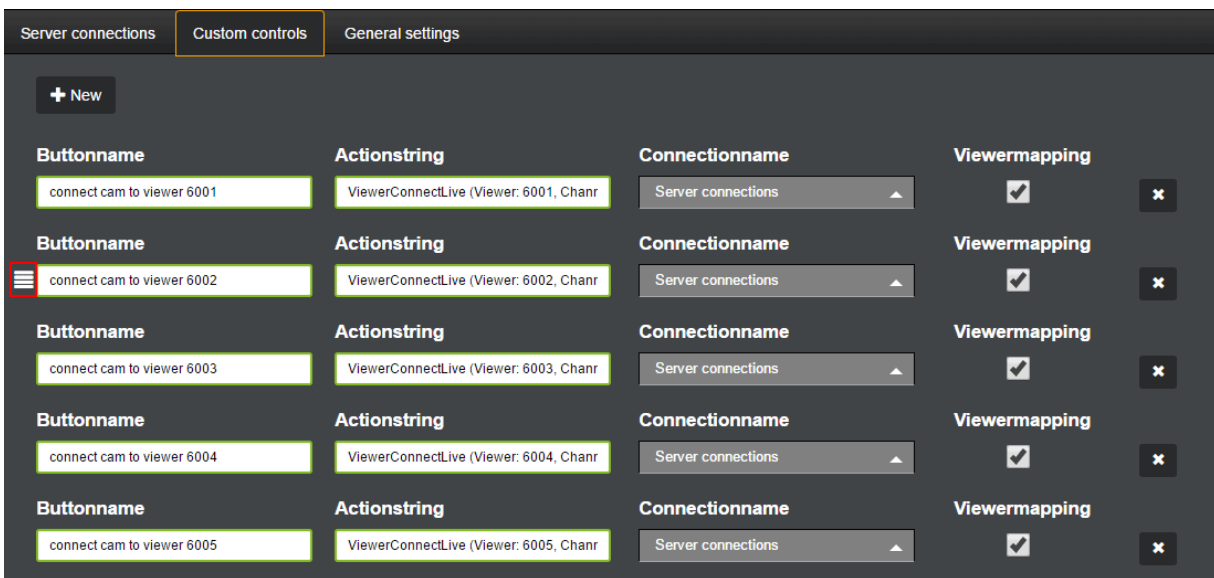 Server connections Custom controls General settings
New
Buttonname Actionstring Connectionname Viewermapping
connect cam to viewer 6001 ViewerConnectLive (Viewer: 6001, Chanr Server connections
Buttonname Actionstring Connectionname Viewermapping
connect cam to viewer 6002 ViewerConnectLive (Viewer: 6002, Chanr Server connections
Buttonname Actionstring Connectionname Viewermapping
connect cam to viewer 6003 ViewerConnectLive (Viewer: 6003, Chanr Server connections
Buttonname Actionstring Connectionname Viewermapping
connect cam to viewer 6004 ViewerConnectLive (Viewer: 6004, Chanr Server connections
Buttonname Actionstring Connectionname Viewermapping
connect cam to viewer 6005 ViewerConnectLive (Viewer: 6005, Chanr Server connections